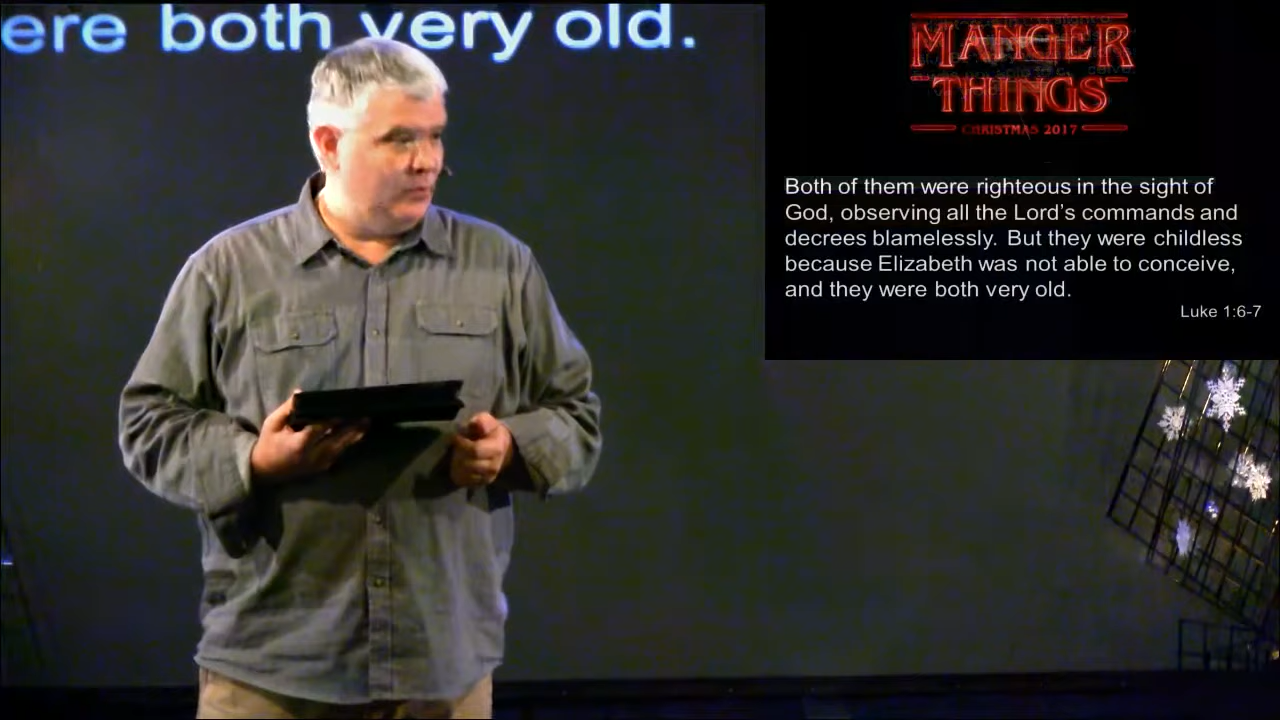 ere both very old.
MANGER
THINGS
CHRISTMAS 2017
Both of them were righteous in the sight of
God, observing all the Lord's commands and
decrees blamelessly. But they were childless
because Elizabeth was not able to conceive,
and they were both very old.
Luke 1:6-7